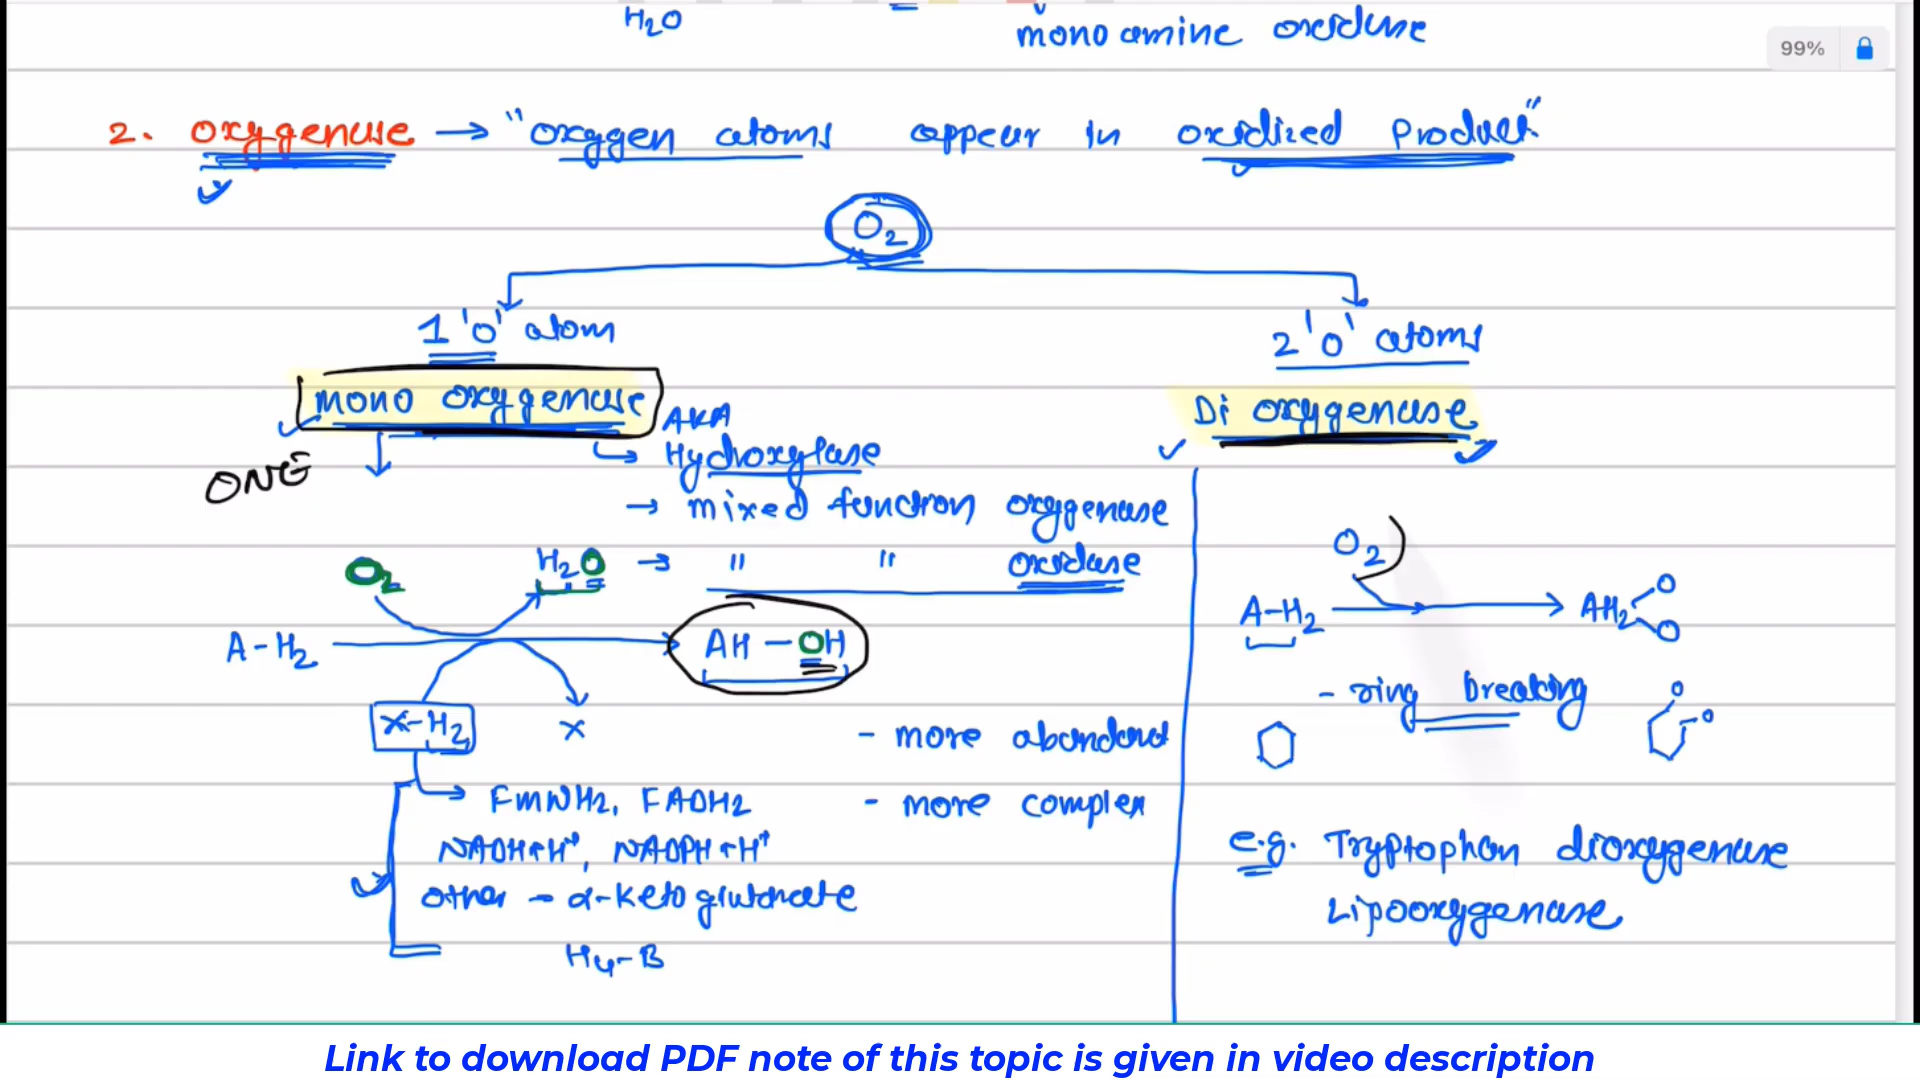 H2O
mono amine oxidase
99%
2. oxygenase → "oxygen atoms appear in oxidized product"
O2
1 'O' atom
2 'O' atoms
mono oxygenase
Di oxygenase
AKA
Hydroxylase
ONE
→ mixed function oxygenase
O2
H2O
→ " " oxidase
O2
A-H2
AH-OH
A-H2
AH2
O
O
X-H2
X
- more abundant
- ring breaking
O
O
FMNH2, FADH2
- more complex
NADH+H+, NADPH+H+
e.g. Tryptophan dioxygenase
other - α-keto glutarate
Lipooxygenase
H4-B
Link to download PDF note of this topic is given in video description